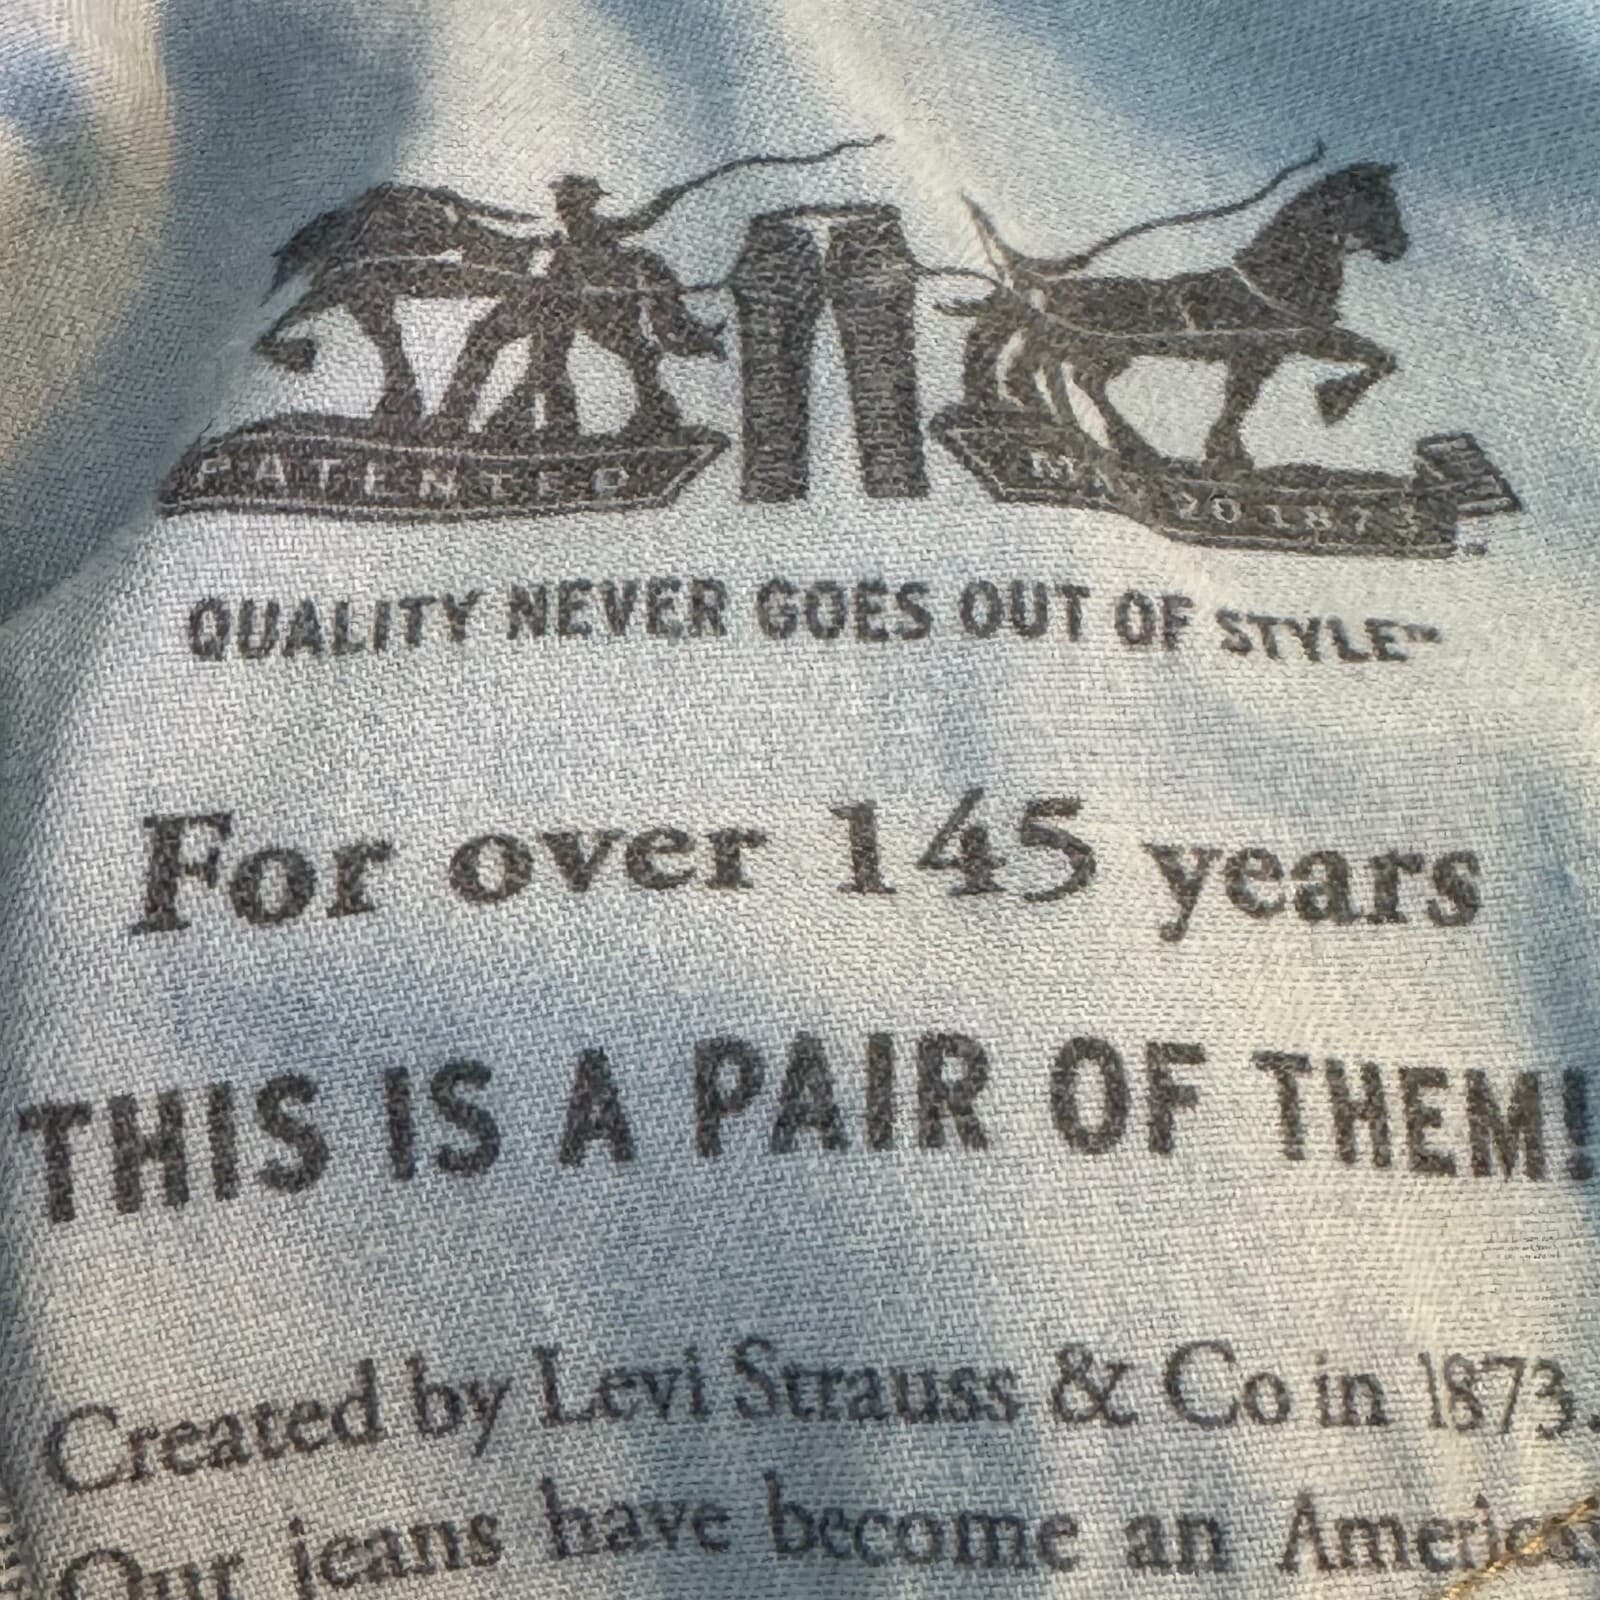 PATENTED
MAY 20 1873
QUALITY NEVER GOES OUT OF STYLE™
For over 145 years
THIS IS A PAIR OF THEM!
Created by Levi Strauss & Co in 1873.
Our jeans have become an